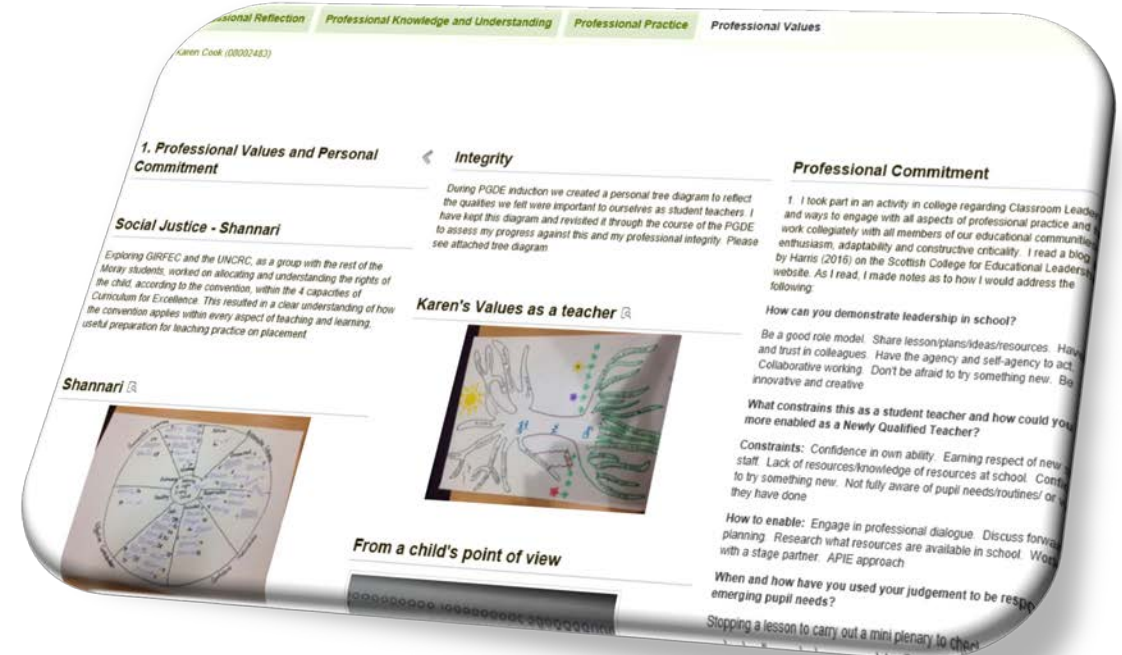 sional Reflection
Professional Knowledge and Understanding
Professional Practice
Professional Values
Karen Cook (08002483)
1. Professional Values and Personal
Commitment
Social Justice - Shannari
Exploring GIRFEC and the UNCRC, as a group with the rest of the
Moray students, worked on allocating and understanding the rights of
the child, according to the convention, within the 4 capacities of
Curriculum for Excellence. This resulted in a clear understanding of how
the convention applies within every aspect of teaching and learning,
useful preparation for teaching practice on placement
Shannari
Integrity
During PGDE induction we created a personal tree diagram to reflect
the qualities we felt were important to ourselves as student teachers. I
have kept this diagram and revisited it through the course of the PGDE
to assess my progress against this and my professional integrity. Please
see attached tree diagram
Karen's Values as a teacher
From a child's point of view
Professional Commitment
1. I took part in an activity in college regarding Classroom Leade
and ways to engage with all aspects of professional practice and
work collegiately with all members of our educational communitie
enthusiasm, adaptability and constructive criticality. I read a blog
by Harris (2016) on the Scottish College for Educational Leadersh
website. As I read, I made notes as to how I would address the
following:
How can you demonstrate leadership in school?
Be a good role model. Share lesson/plans/ideas/resources. Hav
and trust in colleagues. Have the agency and self-agency to act.
Collaborative working. Don't be afraid to try something new. Be
innovative and creative
What constrains this as a student teacher and how could you
more enabled as a Newly Qualified Teacher?
Constraints: Confidence in own ability. Earning respect of new
staff. Lack of resources/knowledge of resources at school. Conf
to try something new. Not fully aware of pupil needs/routines/ or
they have done
How to enable: Engage in professional dialogue. Discuss forwa
planning. Research what resources are available in school. Wor
with a stage partner. APIE approach
When and how have you used your judgement to be respo
emerging pupil needs?
Stopping a lesson to carry out a mini plenary to check